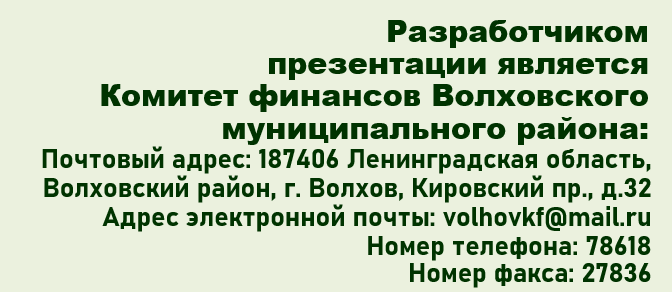 Разработчиком
презентации является
Комитет финансов Волховского
муниципального района:
Почтовый адрес: 187406 Ленинградская область,
Волховский район, г. Волхов, Кировский пр., д.32
Адрес электронной почты: volhovkf@mail.ru
Номер телефона: 78618
Номер факса: 27836